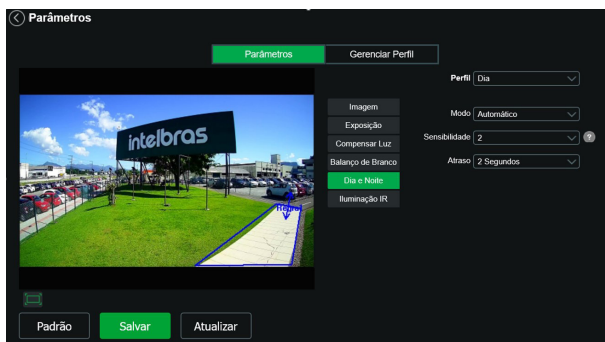 Parâmetros
Parâmetros Gerenciar Perfil
Perfil Dia
Imagem
Exposição
Compensar Luz
Balanço de Branco
Dia e Noite
Iluminação IR
Modo Automático
Sensibilidade 2 ?
Atraso 2 Segundos
intelbras
Padrão Salvar Atualizar